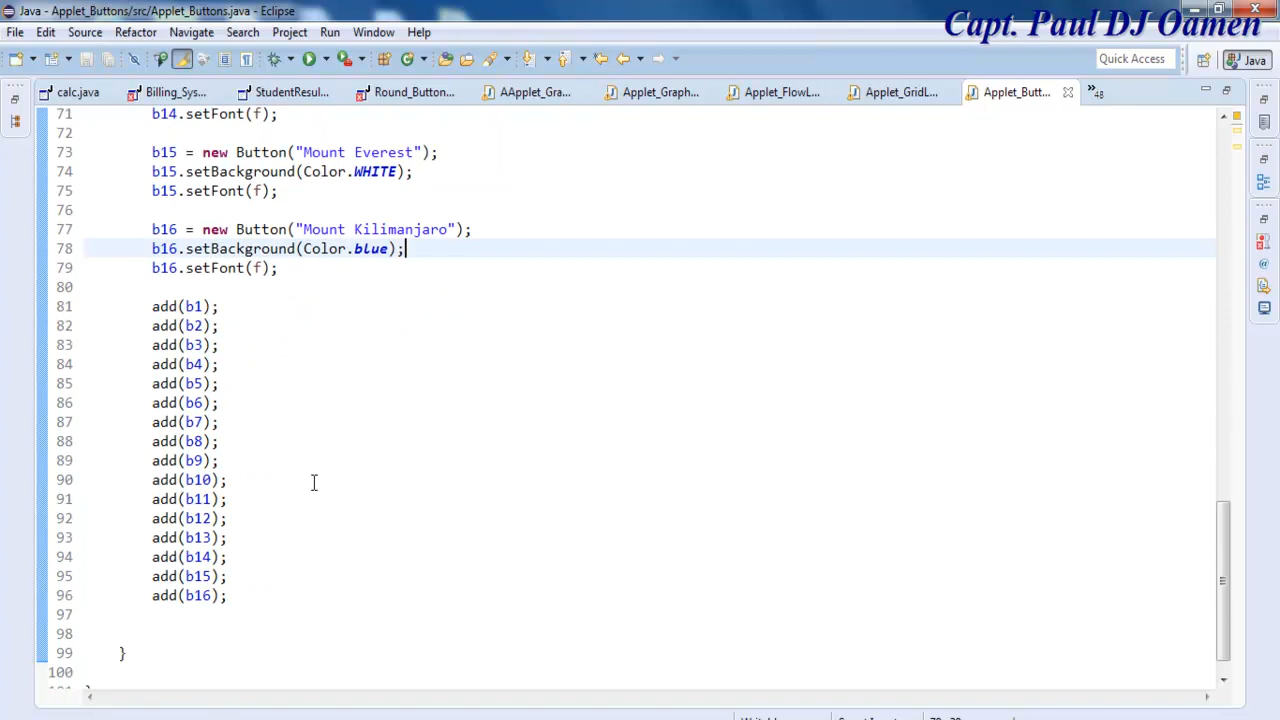 Java - Applet_Buttons/src/Applet_Buttons.java - Eclipse
Capt. Paul DJ Oamen
File Edit Source Refactor Navigate Search Project Run Window Help
Quick Access
Java
calc.java
Billing_Sys...
StudentResul...
Round_Button...
AApplet_Gra...
Applet_Graph...
Applet_FlowL...
Applet_GridL...
Applet_Butt...
»48
71 b14.setFont(f);
72
73 b15 = new Button("Mount Everest");
74 b15.setBackground(Color.WHITE);
75 b15.setFont(f);
76
77 b16 = new Button("Mount Kilimanjaro");
78 b16.setBackground(Color.blue);
79 b16.setFont(f);
80
81 add(b1);
82 add(b2);
83 add(b3);
84 add(b4);
85 add(b5);
86 add(b6);
87 add(b7);
88 add(b8);
89 add(b9);
90 add(b10);
91 add(b11);
92 add(b12);
93 add(b13);
94 add(b14);
95 add(b15);
96 add(b16);
97
98
99 }
100